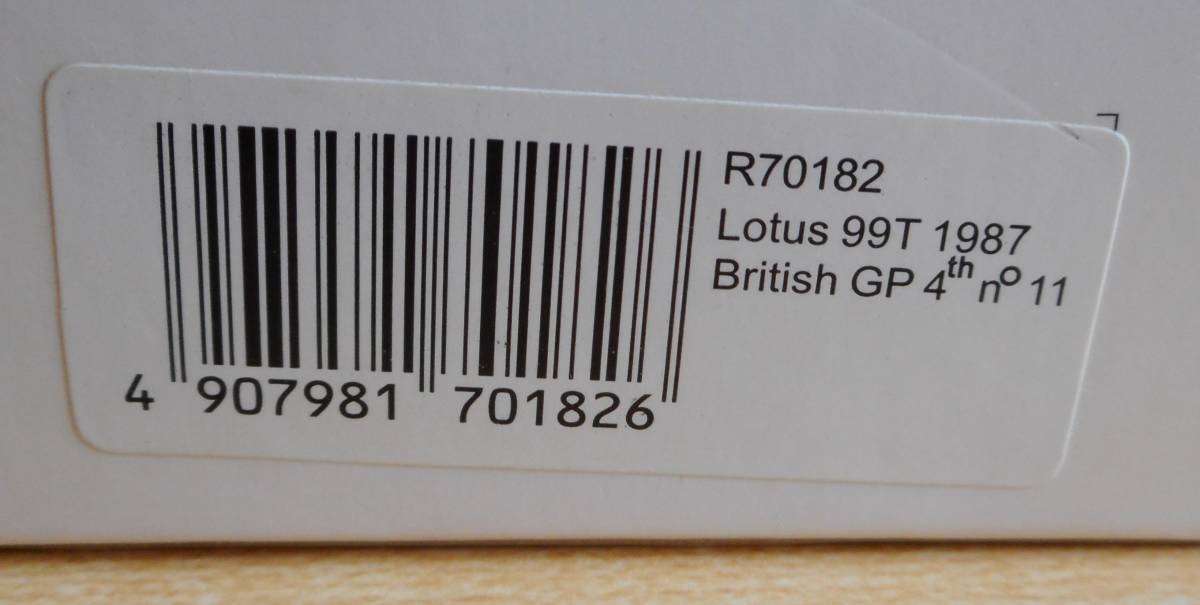 R70182
Lotus 99T 1987
British GP 4th nº 11
4 907981 701826